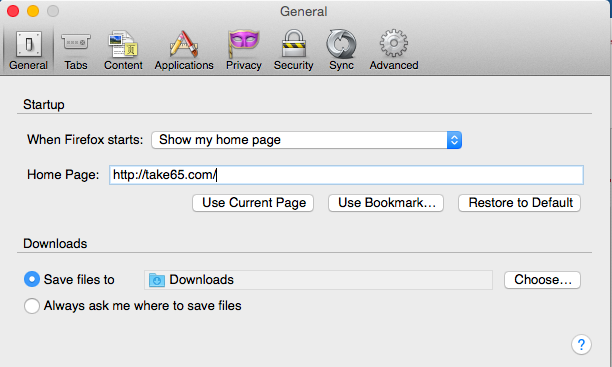 General
General Tabs Content Applications Privacy Security Sync Advanced
Startup
When Firefox starts: Show my home page
Home Page: http://take65.com/
Use Current Page Use Bookmark... Restore to Default
Downloads
Save files to Downloads Choose...
Always ask me where to save files
?